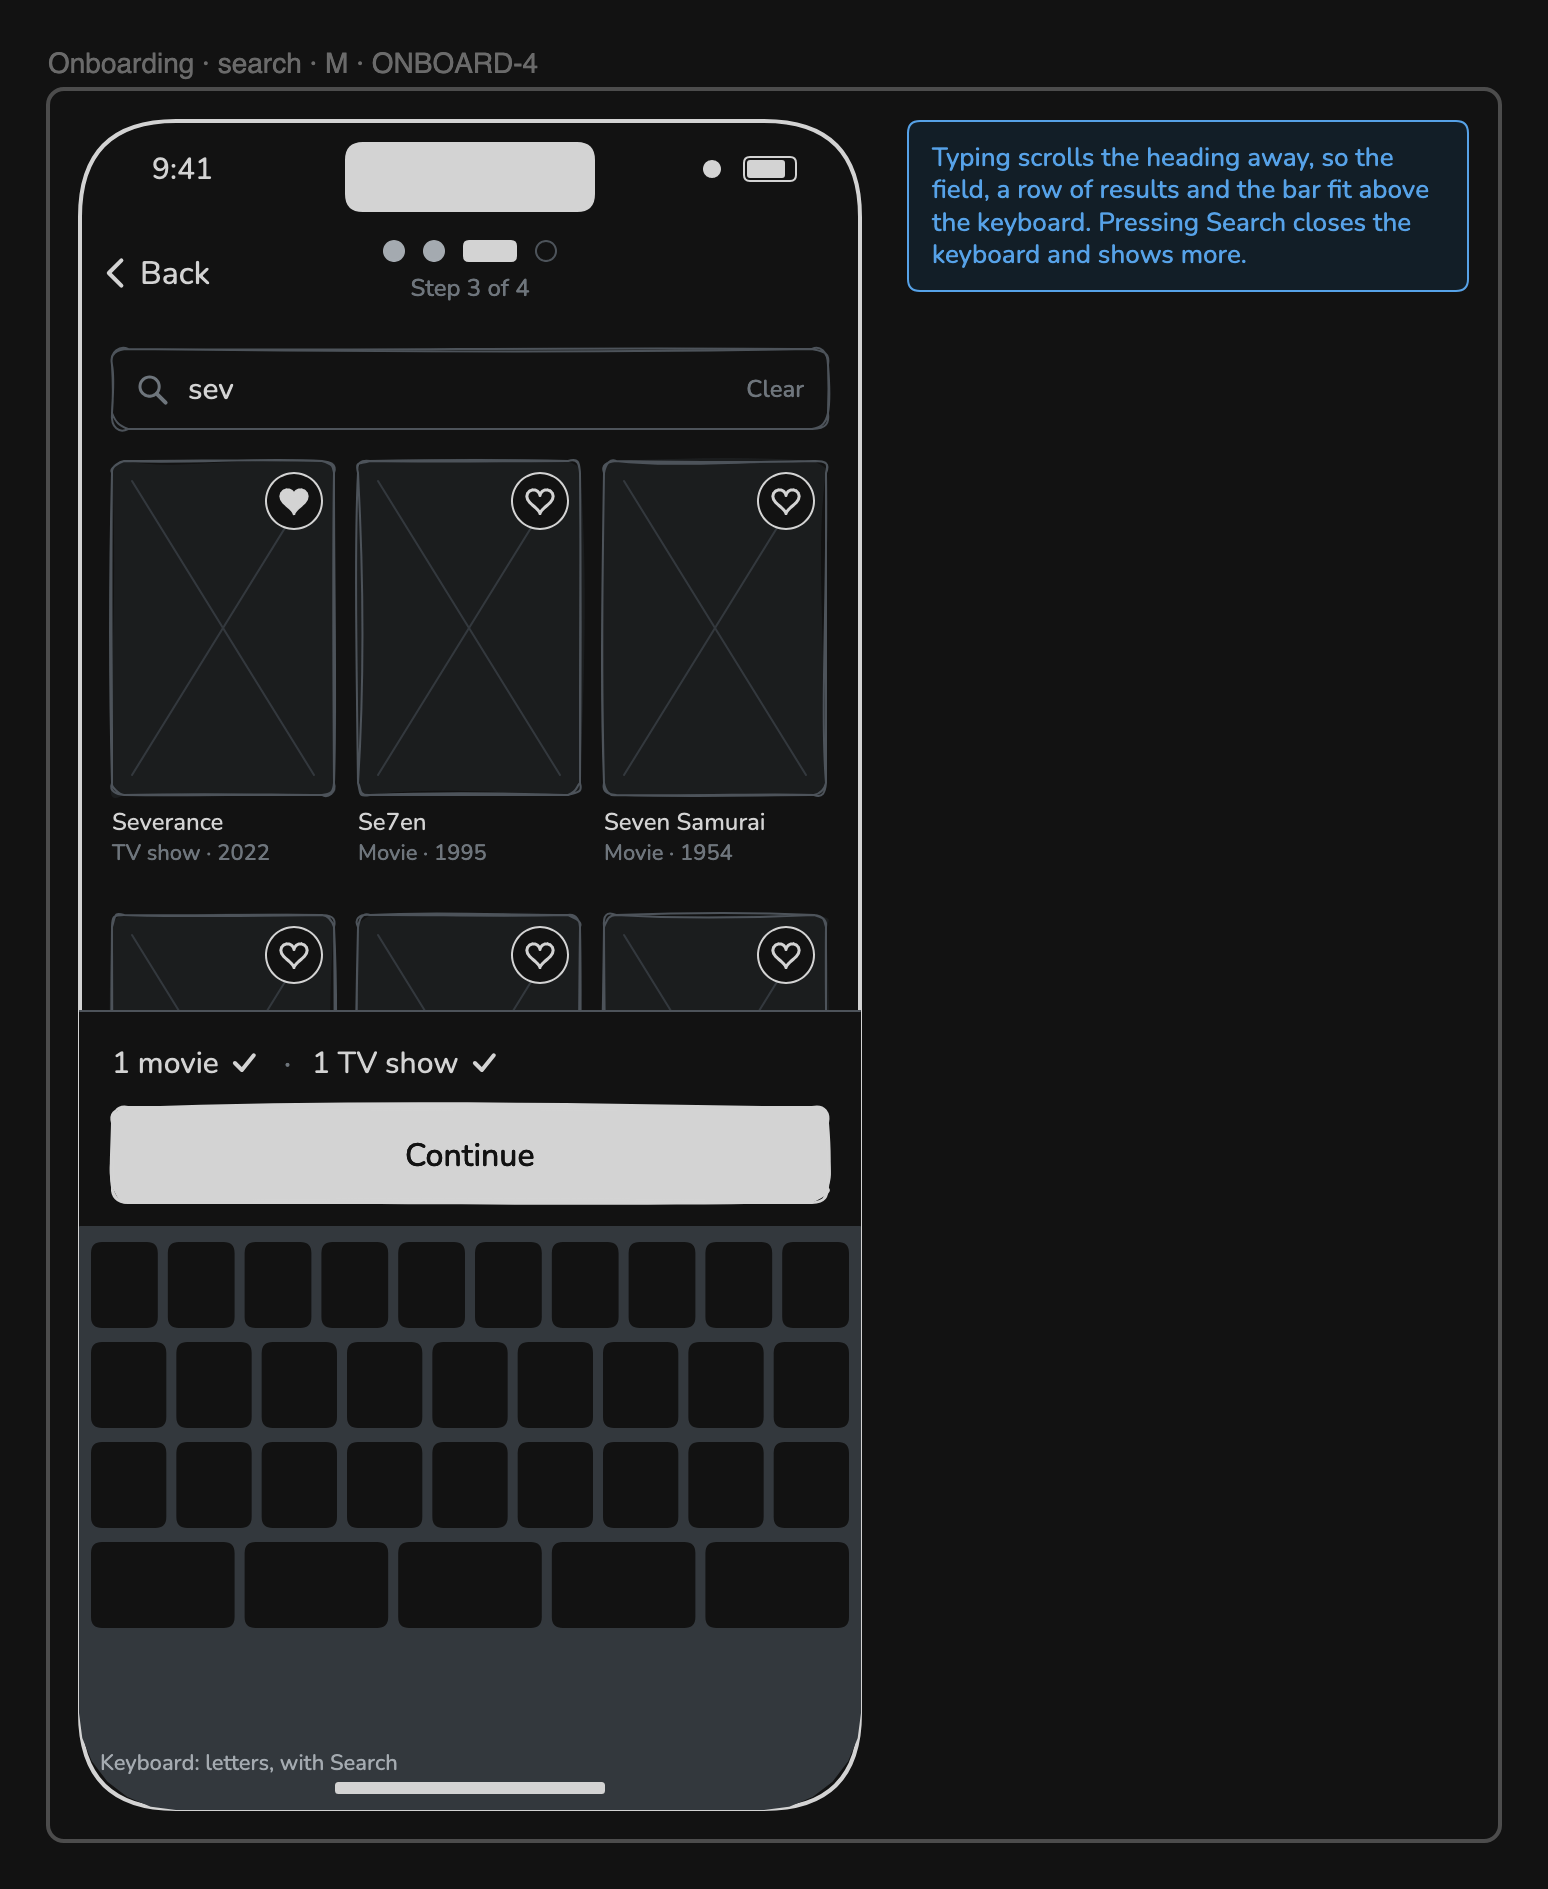 Onboarding · search · M · ONBOARD-4
9:41
Back
Step 3 of 4
sev
Clear
Severance
TV show · 2022
Se7en
Movie · 1995
Seven Samurai
Movie · 1954
1 movie · 1 TV show
Continue
Keyboard: letters, with Search
Typing scrolls the heading away, so the
field, a row of results and the bar fit above
the keyboard. Pressing Search closes the
keyboard and shows more.